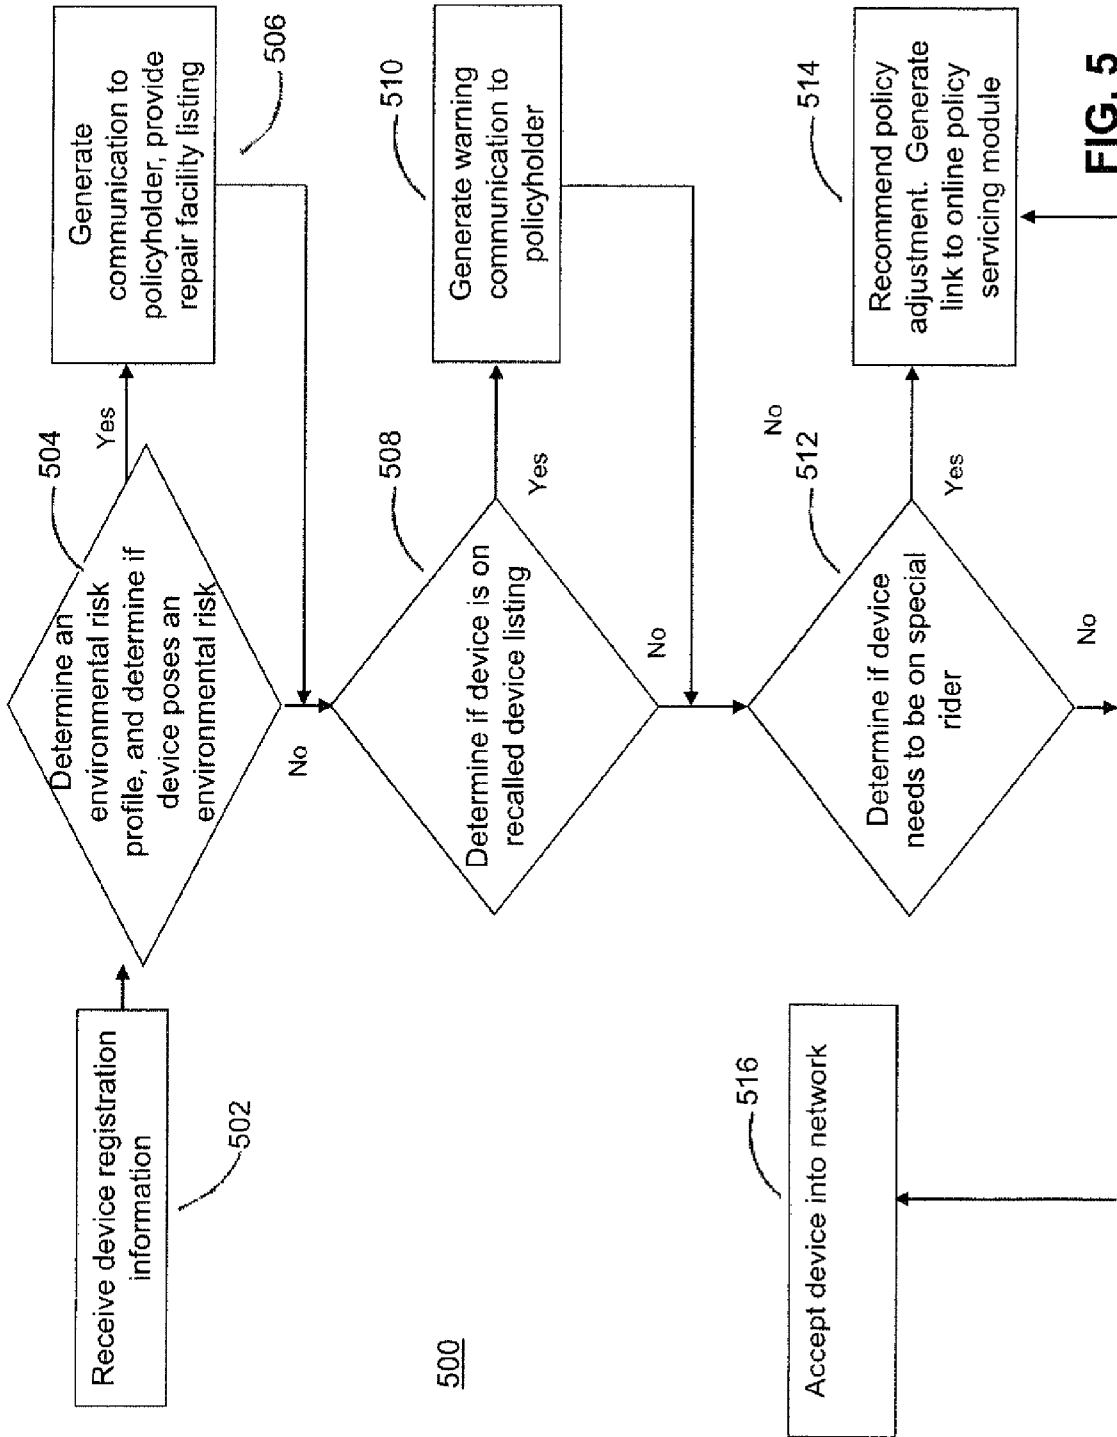 Receive device registration
information
502
Determine an
environmental risk
profile, and determine if
device poses an
environmental risk
504
Yes
No
Generate
communication to
policyholder, provide
repair facility listing
506
Determine if device is on
recalled device listing
508
Yes
No
Generate warning
communication to
policyholder
510
Determine if device
needs to be on special
rider
512
No
Yes
No
Recommend policy
adjustment. Generate
link to online policy
servicing module
514
Accept device into network
516
500
FIG. 5